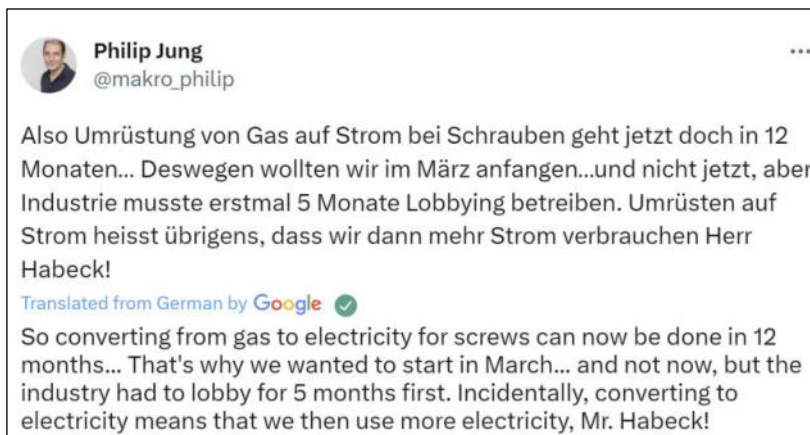 Philip Jung
@makro_philip
Also Umrüstung von Gas auf Strom bei Schrauben geht jetzt doch in 12
Monaten... Deswegen wollten wir im März anfangen...und nicht jetzt, aber
Industrie musste erstmal 5 Monate Lobbying betreiben. Umrüsten auf
Strom heisst übrigens, dass wir dann mehr Strom verbrauchen Herr
Habeck!
Translated from German by Google
So converting from gas to electricity for screws can now be done in 12
months... That's why we wanted to start in March... and not now, but the
industry had to lobby for 5 months first. Incidentally, converting to
electricity means that we then use more electricity, Mr. Habeck!